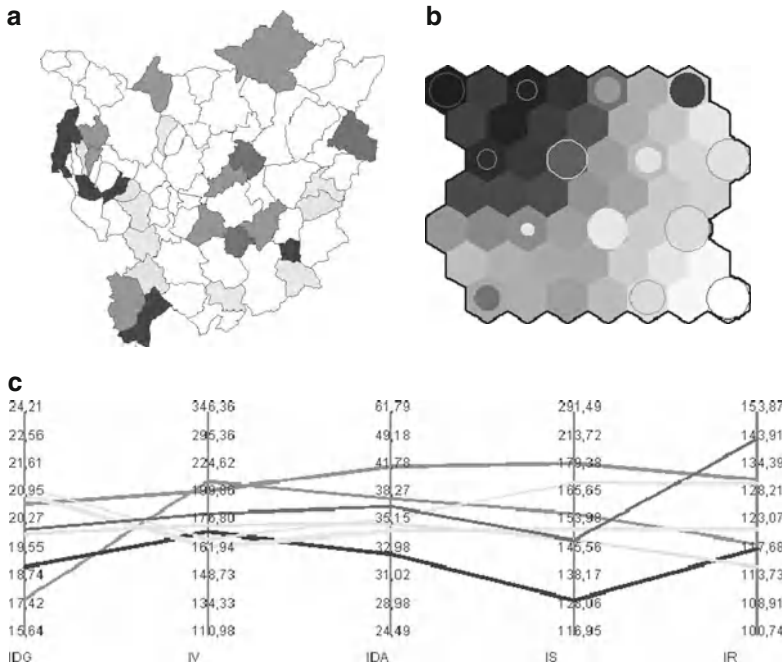 a
b
c
24,21 346,36 61,79 291,49 153,87
22,56 295,36 49,18 213,72 143,91
21,61 224,62 41,78 179,38 134,39
20,95 38,27 165,65 128,21
20,27 176,80 35,15 153,98 123,07
19,55 161,94 32,98 145,56
18,74 148,73 31,02 138,17 113,73
17,42 134,33 28,98 128,06 108,91
15,64 110,98 24,49 116,95 100,74
IDG IV IDA IS IR